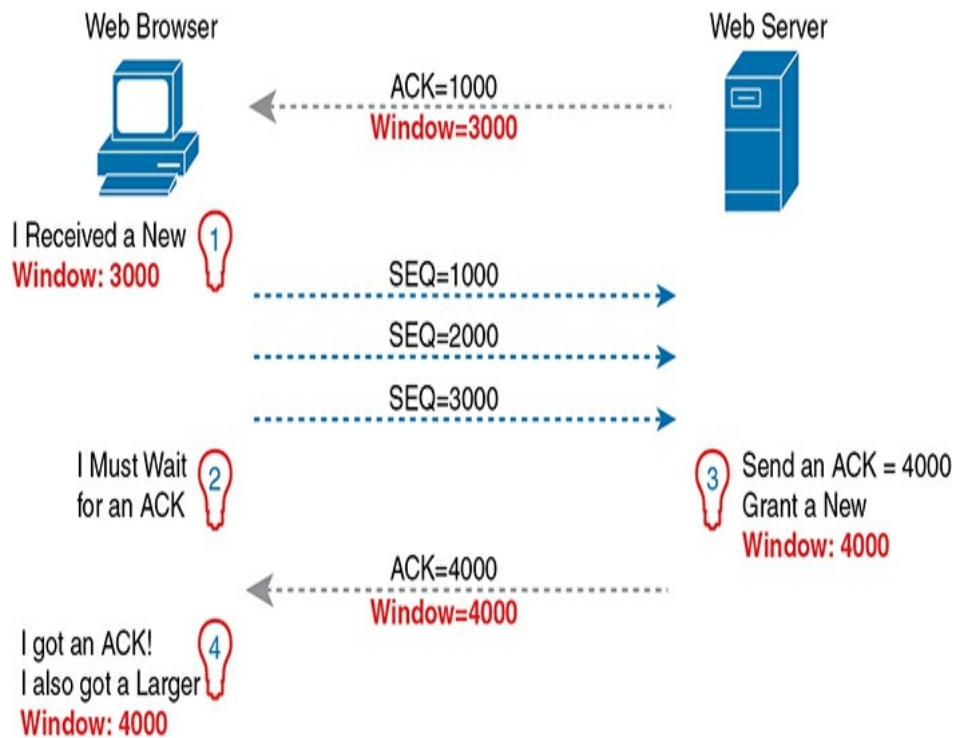 Web Browser
Web Server
ACK=1000
Window=3000
I Received a New
Window: 3000
1
SEQ=1000
SEQ=2000
SEQ=3000
I Must Wait
for an ACK
2
3
Send an ACK = 4000
Grant a New
Window: 4000
ACK=4000
Window=4000
I got an ACK!
I also got a Larger
Window: 4000
4